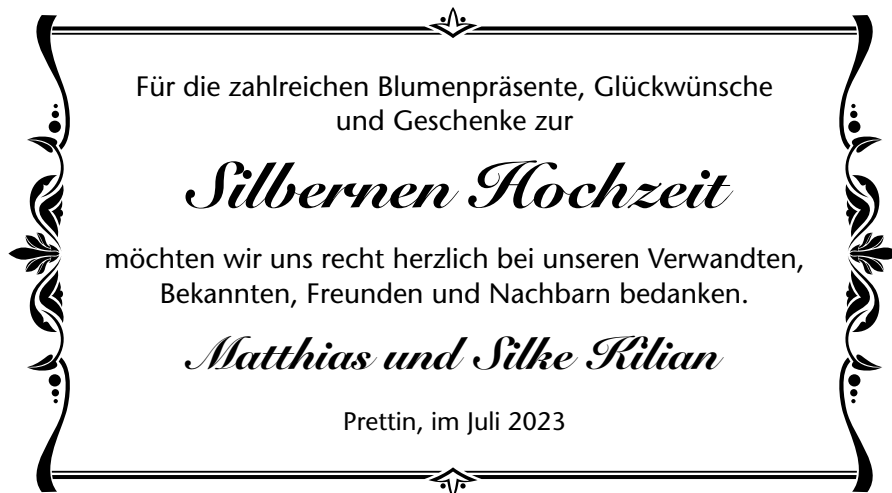 Für die zahlreichen Blumenpräsente, Glückwünsche
und Geschenke zur
Silbernen Hochzeit
möchten wir uns recht herzlich bei unseren Verwandten,
Bekannten, Freunden und Nachbarn bedanken.
Matthias und Silke Kilian
Prettin, im Juli 2023